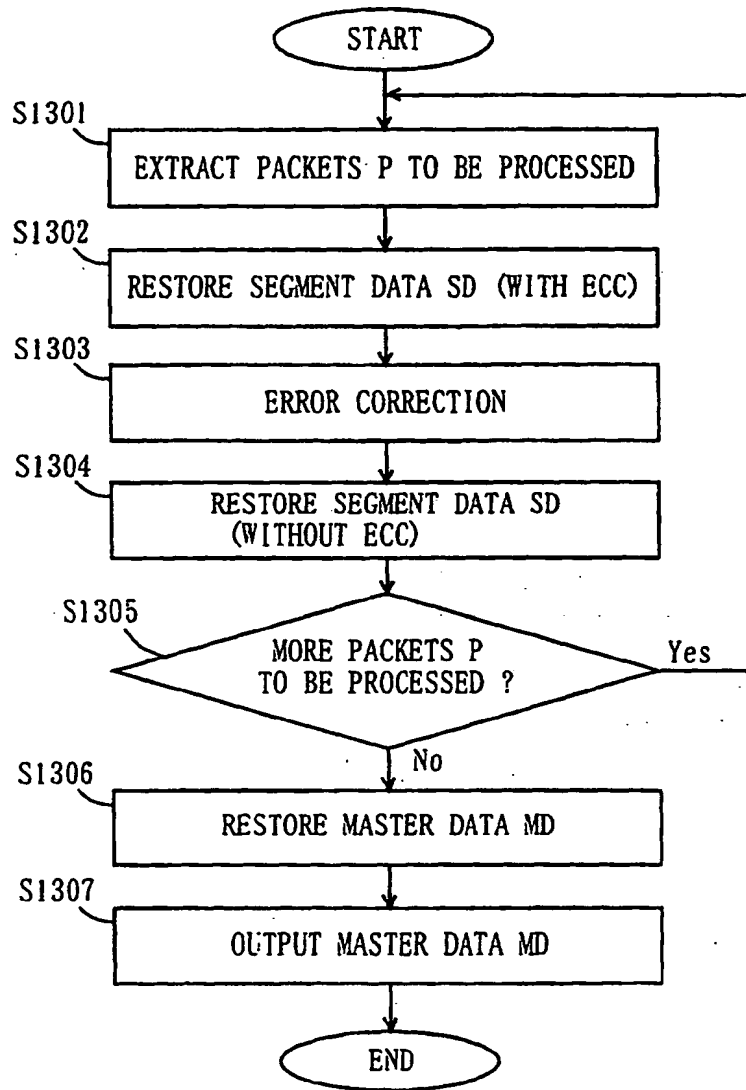 START
S1301
EXTRACT PACKETS P TO BE PROCESSED
S1302
RESTORE SEGMENT DATA SD (WITH ECC)
S1303
ERROR CORRECTION
S1304
RESTORE SEGMENT DATA SD
(WITHOUT ECC)
S1305
MORE PACKETS P
TO BE PROCESSED ?
Yes
No
S1306
RESTORE MASTER DATA MD
S1307
OUTPUT MASTER DATA MD
END